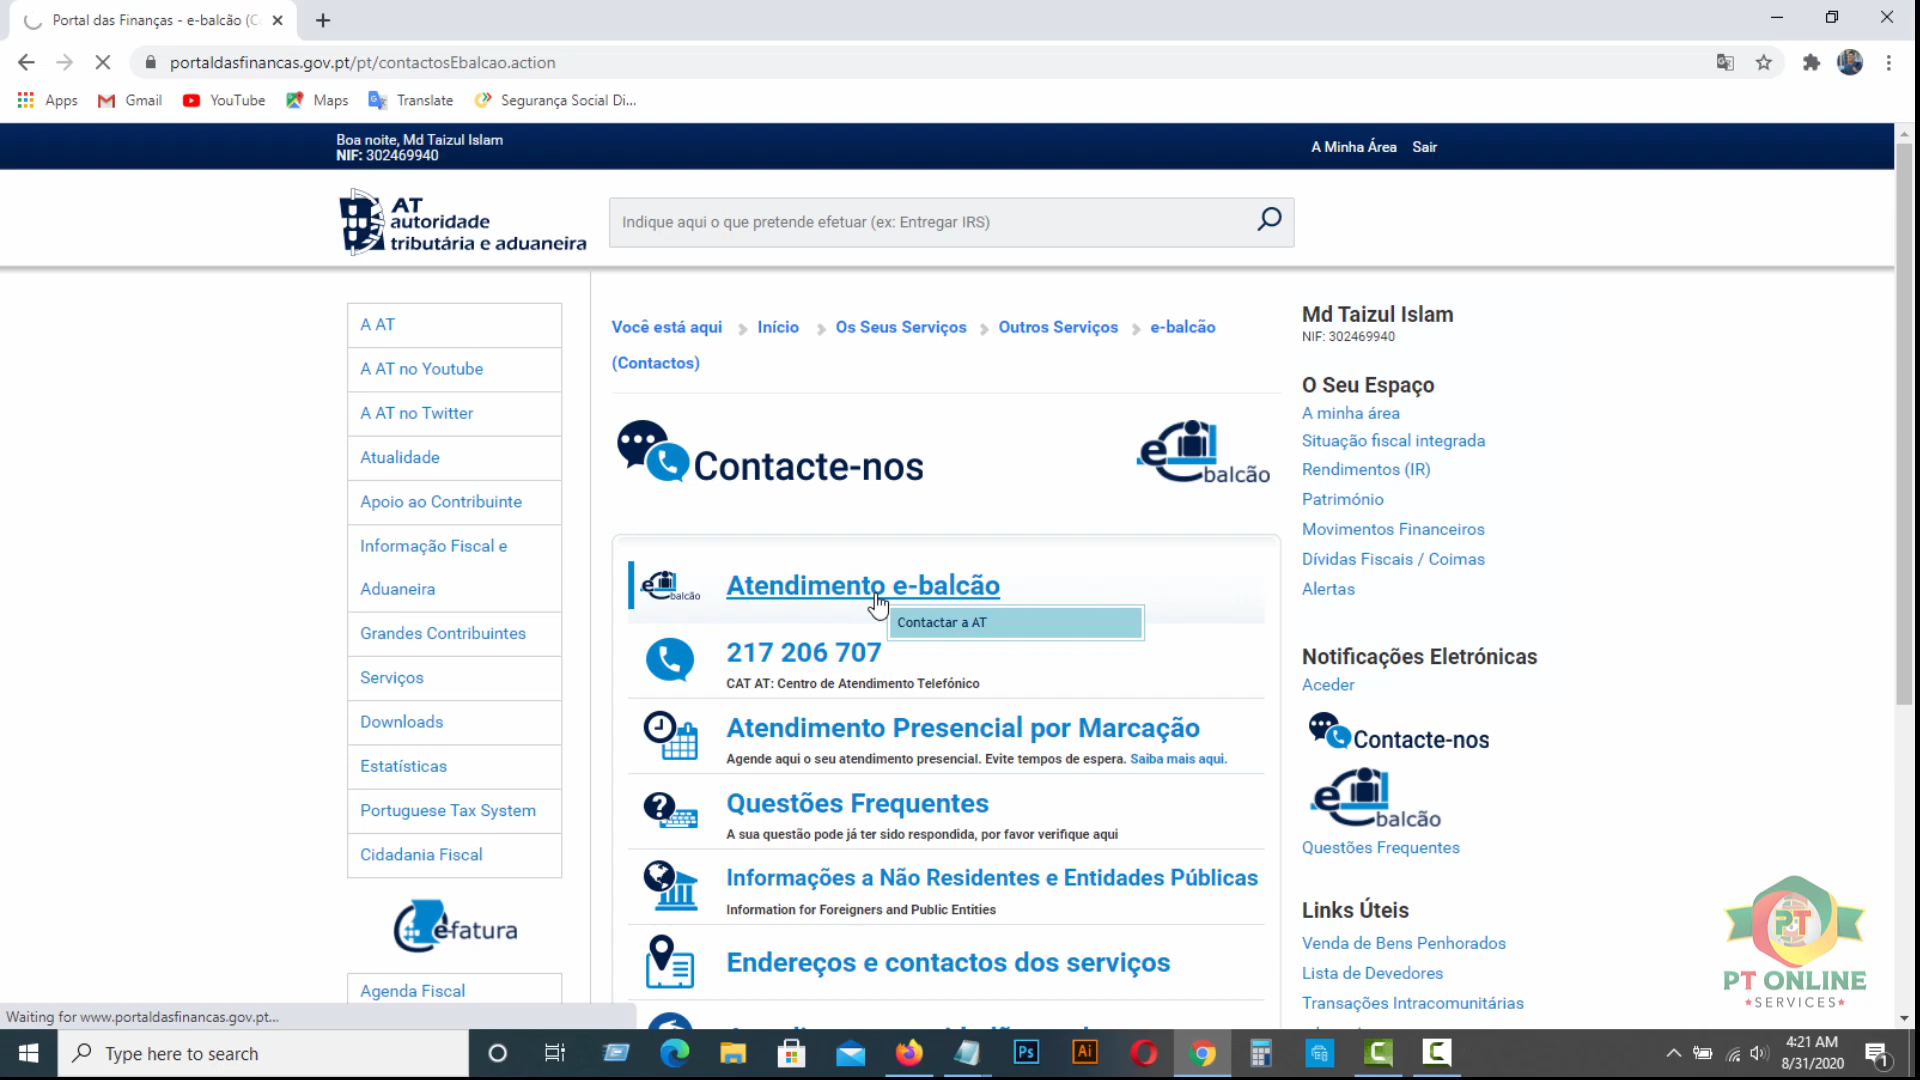 Portal das Finanças - e-balcão (C
portaldasfinancas.gov.pt/pt/contactosEbalcao.action
Apps
Gmail
YouTube
Maps
Translate
Segurança Social Di...
Boa noite, Md Taizul Islam
NIF: 302469940
A Minha Área
Sair
AT
autoridade
tributária e aduaneira
Indique aqui o que pretende efetuar (ex: Entregar IRS)
A AT
A AT no Youtube
A AT no Twitter
Atualidade
Apoio ao Contribuinte
Informação Fiscal e
Aduaneira
Grandes Contribuintes
Serviços
Downloads
Estatísticas
Portuguese Tax System
Cidadania Fiscal
e-fatura
Agenda Fiscal
Você está aqui Início Os Seus Serviços Outros Serviços e-balcão
(Contactos)
Contacte-nos
e balcão
e balcão
Atendimento e-balcão
Contactar a AT
217 206 707
CAT AT: Centro de Atendimento Telefónico
Atendimento Presencial por Marcação
Agende aqui o seu atendimento presencial. Evite tempos de espera. Saiba mais aqui.
Questões Frequentes
A sua questão pode já ter sido respondida, por favor verifique aqui
Informações a Não Residentes e Entidades Públicas
Information for Foreigners and Public Entities
Endereços e contactos dos serviços
Md Taizul Islam
NIF: 302469940
O Seu Espaço
A minha área
Situação fiscal integrada
Rendimentos (IR)
Património
Movimentos Financeiros
Dívidas Fiscais / Coimas
Alertas
Notificações Eletrónicas
Aceder
Contacte-nos
e balcão
Questões Frequentes
Links Úteis
Venda de Bens Penhorados
Lista de Devedores
Transações Intracomunitárias
PT
PT ONLINE
SERVICES
Waiting for www.portaldasfinancas.gov.pt...
Type here to search
Ps
Ai
4:21 AM
8/31/2020
1